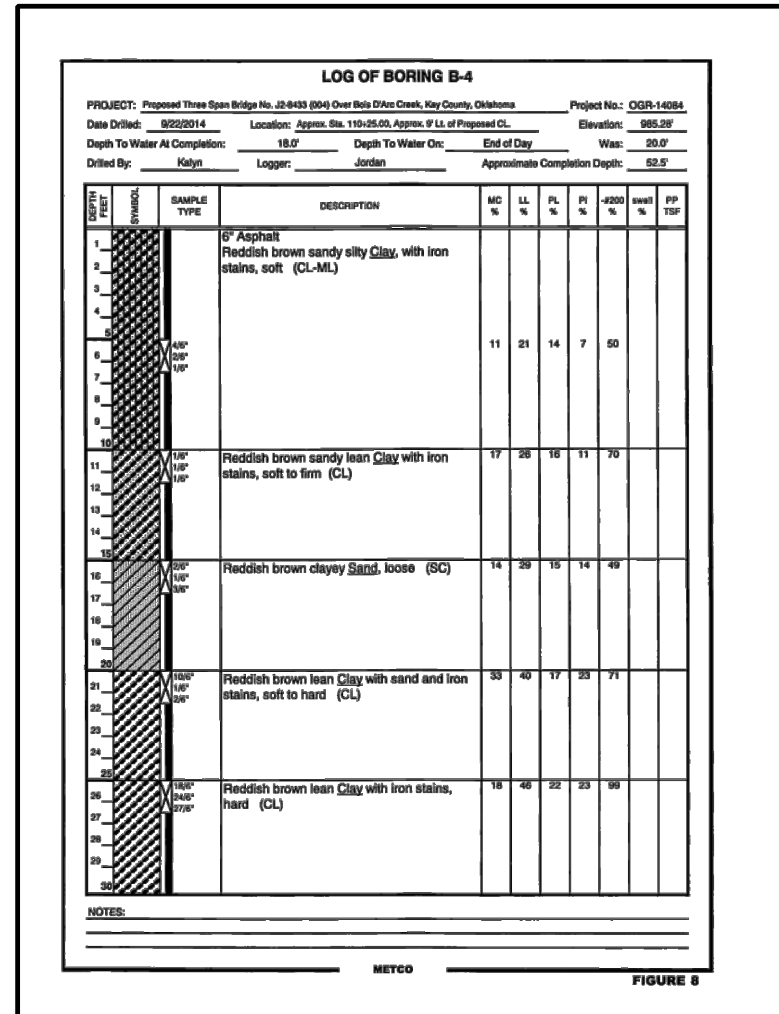 LOG OF BORING B-4
PROJECT: Proposed Three Span Bridge No. J2-8433 (004) Over Bois D'Arc Creek, Kay County, Oklahoma Project No.: OGR-14084
Date Drilled: 9/22/2014 Location: Approx. Sta. 110+25.00, Approx. 9' Lt. of Proposed CL. Elevation: 985.28'
Depth To Water At Completion: 18.0' Depth To Water On: End of Day Was: 20.0'
Drilled By: Kalyn Logger: Jordan Approximate Completion Depth: 52.5'
DEPTH FEET SYMBOL SAMPLE TYPE DESCRIPTION MC % LL % PL % PI % -#200 % swell % PP TSF
6" Asphalt
1 Reddish brown sandy silty Clay, with iron
2 stains, soft (CL-ML)
3
4
5
4/6" 11 21 14 7 50
6 2/6"
1/6"
7
8
9
10
1/6" Reddish brown sandy lean Clay with iron 17 26 16 11 70
11 1/6" stains, soft to firm (CL)
1/6"
12
13
14
15
2/6" Reddish brown clayey Sand, loose (SC) 14 29 15 14 49
16 1/6"
3/6"
17
18
19
20
10/6" Reddish brown lean Clay with sand and iron 33 40 17 23 71
21 1/6" stains, soft to hard (CL)
2/6"
22
23
24
25
18/6" Reddish brown lean Clay with iron stains, 18 46 22 23 99
26 24/6" hard (CL)
27/6"
27
28
29
30
NOTES:
METCO
FIGURE 8